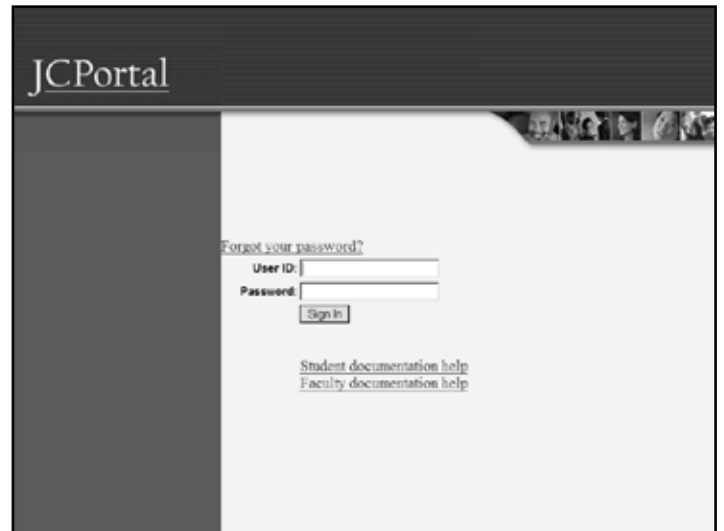 JCPortal
Forgot your password?
User ID:
Password:
Sign In
Student documentation help
Faculty documentation help